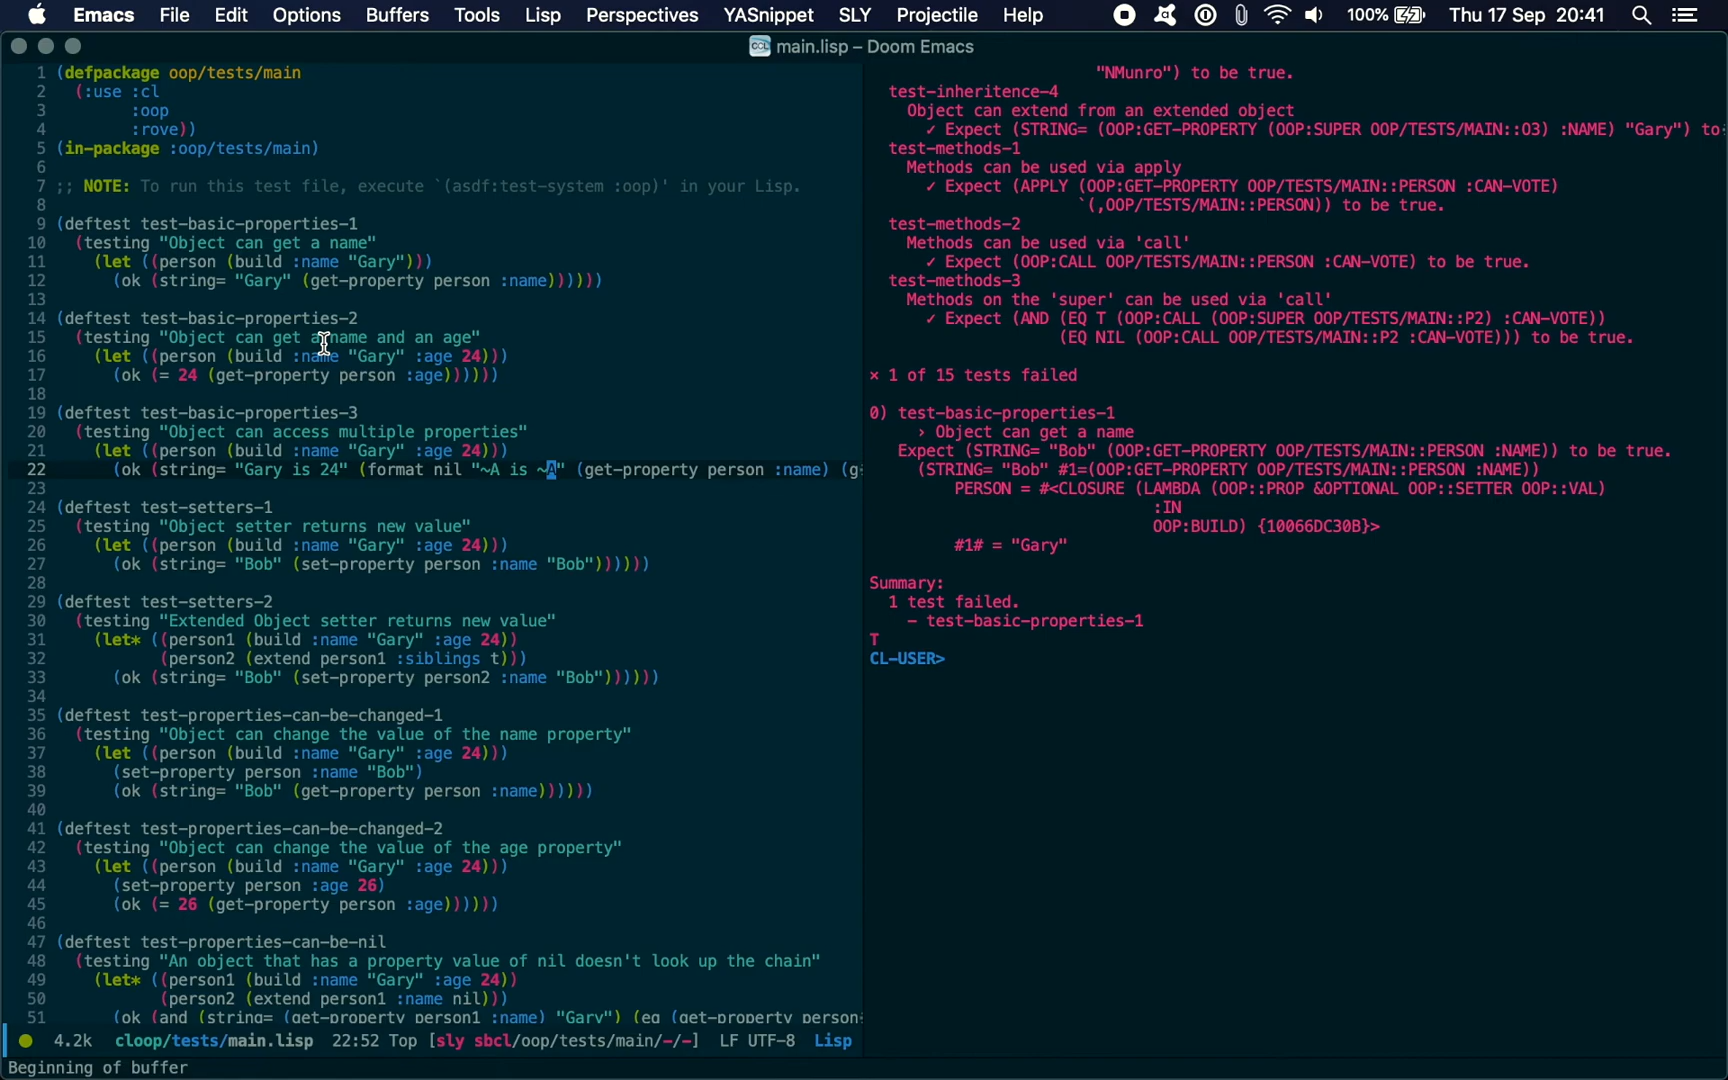 Emacs File Edit Options Buffers Tools Lisp Perspectives YASnippet SLY Projectile Help 100% Thu 17 Sep 20:41
main.lisp – Doom Emacs
1 (defpackage oop/tests/main
2 (:use :cl
3 :oop
4 :rove))
5 (in-package :oop/tests/main)
6
7 ;; NOTE: To run this test file, execute `(asdf:test-system :oop)' in your Lisp.
8
9 (deftest test-basic-properties-1
10 (testing "Object can get a name"
11 (let ((person (build :name "Gary")))
12 (ok (string= "Gary" (get-property person :name))))))
13
14 (deftest test-basic-properties-2
15 (testing "Object can get a name and an age"
16 (let ((person (build :name "Gary" :age 24)))
17 (ok (= 24 (get-property person :age))))))
18
19 (deftest test-basic-properties-3
20 (testing "Object can access multiple properties"
21 (let ((person (build :name "Gary" :age 24)))
22 (ok (string= "Gary is 24" (format nil "~A is ~A" (get-property person :name) (g
23
24 (deftest test-setters-1
25 (testing "Object setter returns new value"
26 (let ((person (build :name "Gary" :age 24)))
27 (ok (string= "Bob" (set-property person :name "Bob"))))))
28
29 (deftest test-setters-2
30 (testing "Extended Object setter returns new value"
31 (let* ((person1 (build :name "Gary" :age 24))
32 (person2 (extend person1 :siblings t)))
33 (ok (string= "Bob" (set-property person2 :name "Bob"))))))
34
35 (deftest test-properties-can-be-changed-1
36 (testing "Object can change the value of the name property"
37 (let ((person (build :name "Gary" :age 24)))
38 (set-property person :name "Bob")
39 (ok (string= "Bob" (get-property person :name))))))
40
41 (deftest test-properties-can-be-changed-2
42 (testing "Object can change the value of the age property"
43 (let ((person (build :name "Gary" :age 24)))
44 (set-property person :age 26)
45 (ok (= 26 (get-property person :age))))))
46
47 (deftest test-properties-can-be-nil
48 (testing "An object that has a property value of nil doesn't look up the chain"
49 (let* ((person1 (build :name "Gary" :age 24))
50 (person2 (extend person1 :name nil)))
51 (ok (and (string= (get-property person1 :name) "Gary") (eq (get-property person
4.2k cloop/tests/main.lisp 22:52 Top [sly sbcl/oop/tests/main/-/-] LF UTF-8 Lisp
Beginning of buffer
"NMunro") to be true.
test-inheritence-4
Object can extend from an extended object
✓ Expect (STRING= (OOP:GET-PROPERTY (OOP:SUPER OOP/TESTS/MAIN::O3) :NAME) "Gary") to
test-methods-1
Methods can be used via apply
✓ Expect (APPLY (OOP:GET-PROPERTY OOP/TESTS/MAIN::PERSON :CAN-VOTE)
`(,OOP/TESTS/MAIN::PERSON)) to be true.
test-methods-2
Methods can be used via 'call'
✓ Expect (OOP:CALL OOP/TESTS/MAIN::PERSON :CAN-VOTE) to be true.
test-methods-3
Methods on the 'super' can be used via 'call'
✓ Expect (AND (EQ T (OOP:CALL (OOP:SUPER OOP/TESTS/MAIN::P2) :CAN-VOTE))
(EQ NIL (OOP:CALL OOP/TESTS/MAIN::P2 :CAN-VOTE))) to be true.
× 1 of 15 tests failed
0) test-basic-properties-1
› Object can get a name
Expect (STRING= "Bob" (OOP:GET-PROPERTY OOP/TESTS/MAIN::PERSON :NAME)) to be true.
(STRING= "Bob" #1=(OOP:GET-PROPERTY OOP/TESTS/MAIN::PERSON :NAME))
PERSON = #<CLOSURE (LAMBDA (OOP::PROP &OPTIONAL OOP::SETTER OOP::VAL)
:IN
OOP:BUILD) {10066DC30B}>
#1# = "Gary"
Summary:
1 test failed.
- test-basic-properties-1
T
CL-USER>